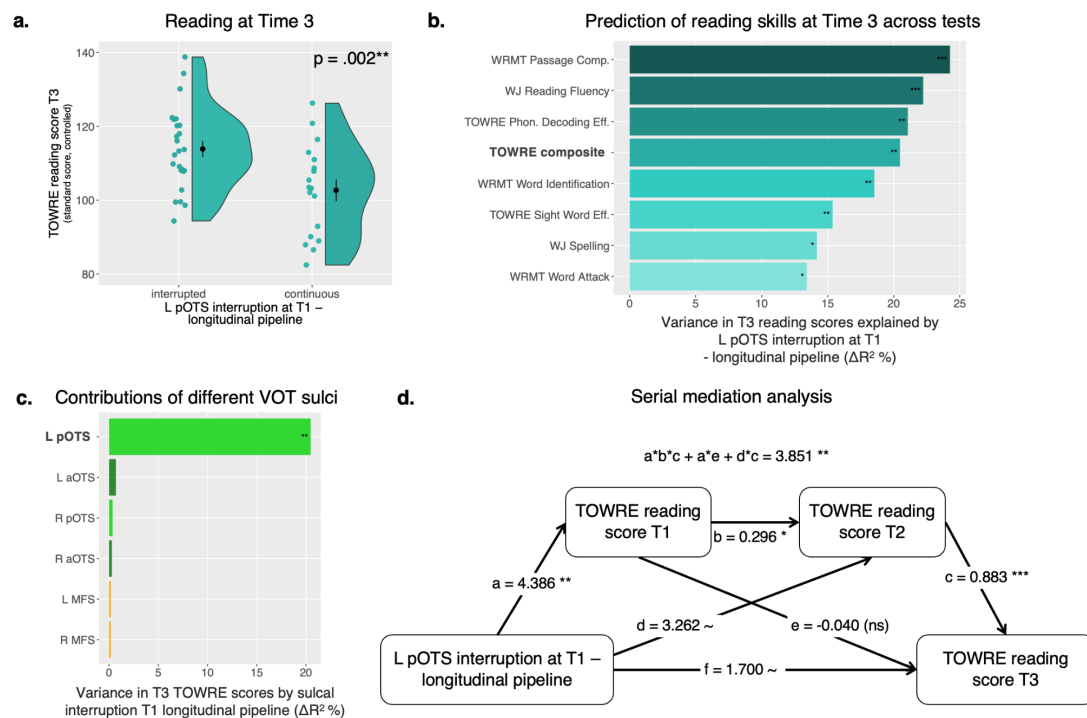 a.
Reading at Time 3
p = .002**
140
120
100
80
TOWRE reading score T3
(standard score, controlled)
interrupted
continuous
L pOTS interruption at T1 –
longitudinal pipeline
b.
Prediction of reading skills at Time 3 across tests
WRMT Passage Comp.
***
WJ Reading Fluency
***
TOWRE Phon. Decoding Eff.
**
TOWRE composite
**
WRMT Word Identification
**
TOWRE Sight Word Eff.
**
WJ Spelling
*
WRMT Word Attack
*
0 5 10 15 20 25
Variance in T3 reading scores explained by
L pOTS interruption at T1
- longitudinal pipeline (ΔR² %)
c.
Contributions of different VOT sulci
L pOTS
**
L aOTS
R pOTS
R aOTS
L MFS
R MFS
0 5 10 15 20
Variance in T3 TOWRE scores by sulcal
interruption T1 longitudinal pipeline (ΔR² %)
d.
Serial mediation analysis
a*b*c + a*e + d*c = 3.851 **
TOWRE reading
score T1
b = 0.296 *
TOWRE reading
score T2
a = 4.386 **
c = 0.883 ***
d = 3.262 ~
e = -0.040 (ns)
L pOTS interruption at T1 –
longitudinal pipeline
f = 1.700 ~
TOWRE reading
score T3